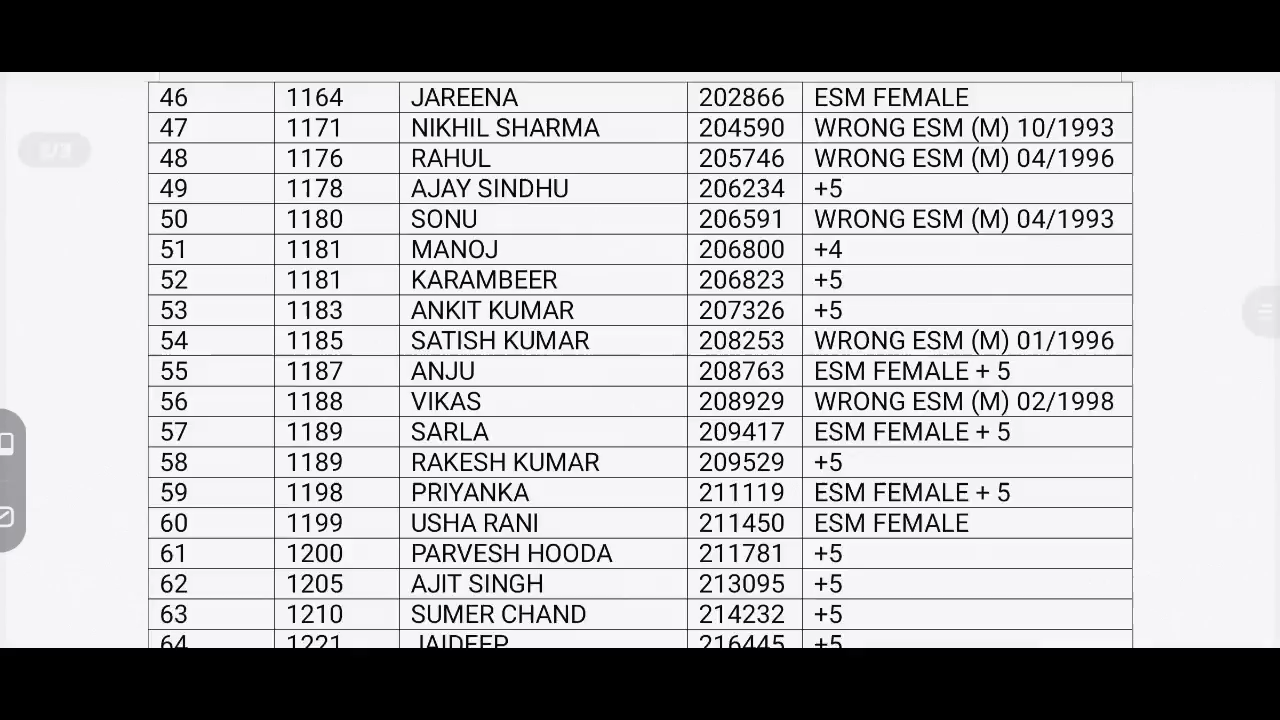 46 1164 JAREENA 202866 ESM FEMALE
47 1171 NIKHIL SHARMA 204590 WRONG ESM (M) 10/1993
48 1176 RAHUL 205746 WRONG ESM (M) 04/1996
49 1178 AJAY SINDHU 206234 +5
50 1180 SONU 206591 WRONG ESM (M) 04/1993
51 1181 MANOJ 206800 +4
52 1181 KARAMBEER 206823 +5
53 1183 ANKIT KUMAR 207326 +5
54 1185 SATISH KUMAR 208253 WRONG ESM (M) 01/1996
55 1187 ANJU 208763 ESM FEMALE + 5
56 1188 VIKAS 208929 WRONG ESM (M) 02/1998
57 1189 SARLA 209417 ESM FEMALE + 5
58 1189 RAKESH KUMAR 209529 +5
59 1198 PRIYANKA 211119 ESM FEMALE + 5
60 1199 USHA RANI 211450 ESM FEMALE
61 1200 PARVESH HOODA 211781 +5
62 1205 AJIT SINGH 213095 +5
63 1210 SUMER CHAND 214232 +5
64 1221 JAIDEEP 216445 +5